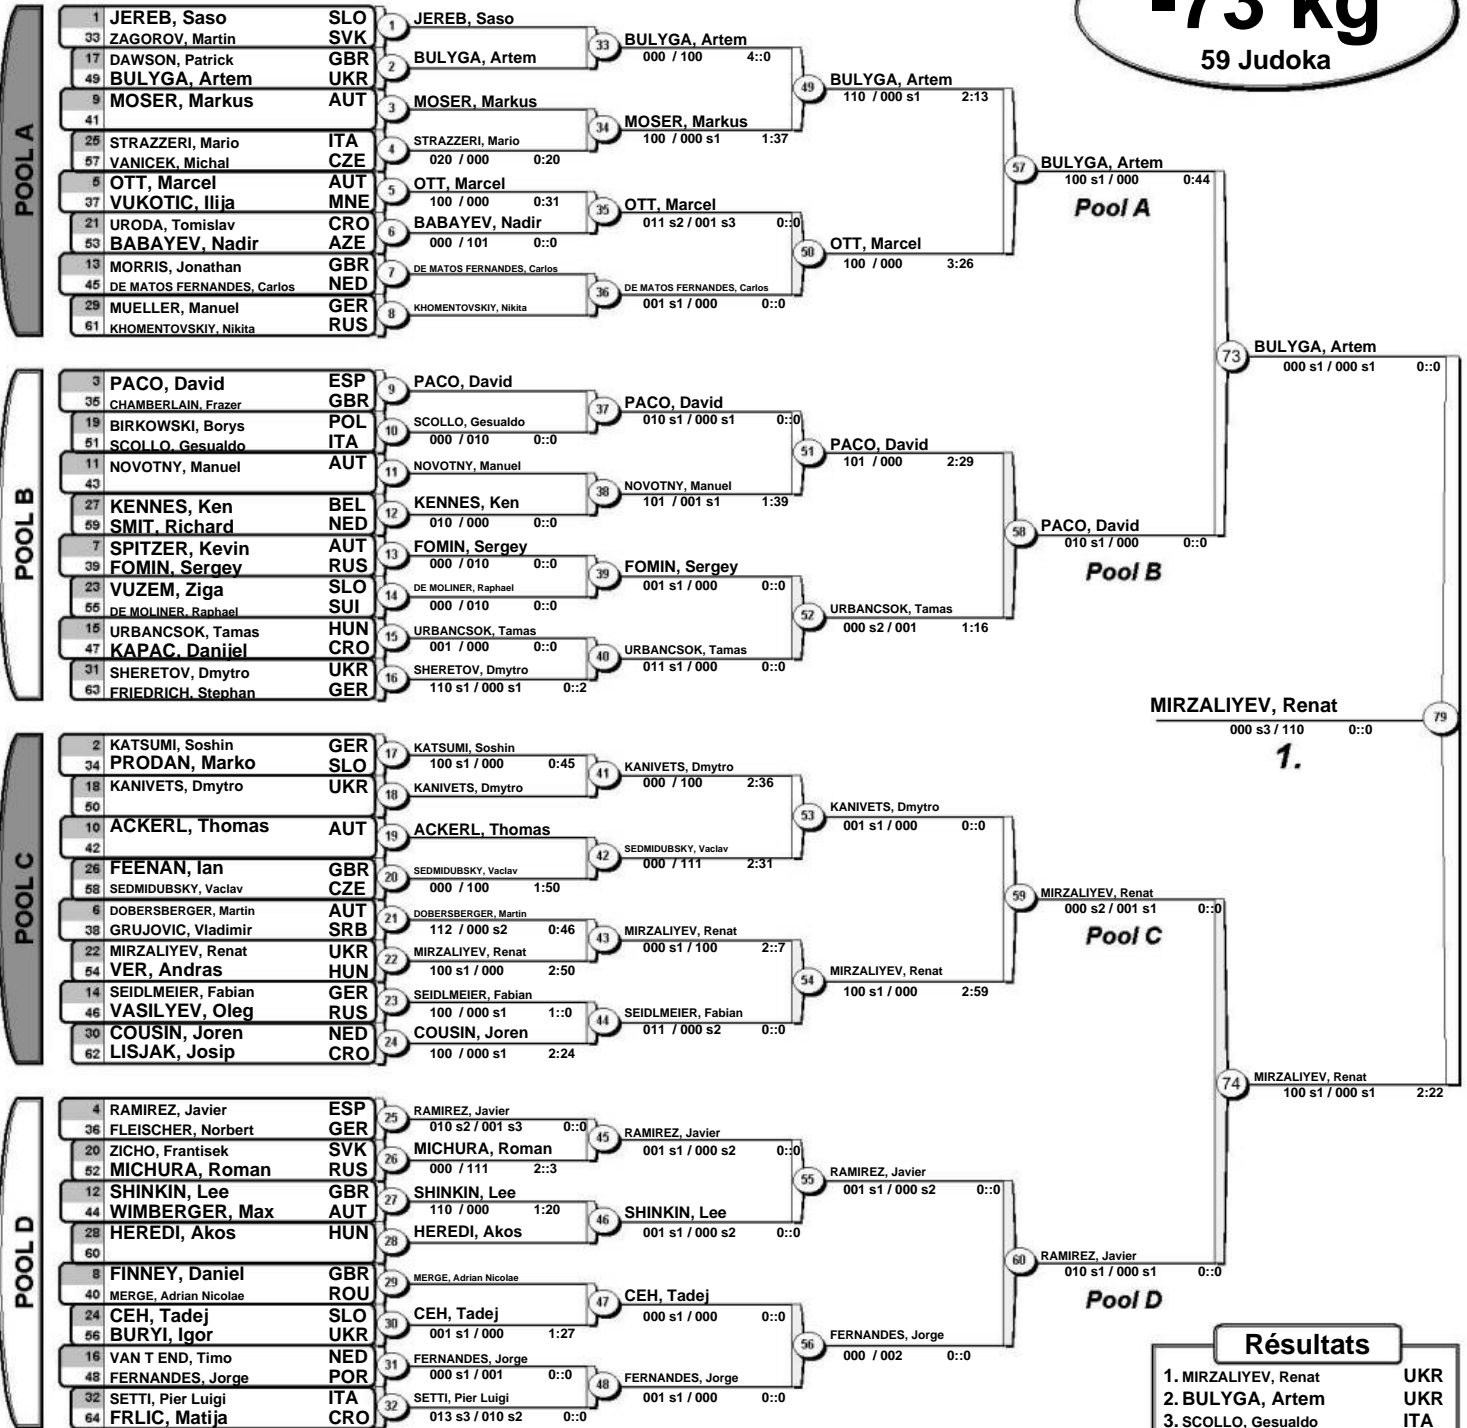 -73 kg
59 Judoka
POOL A
1 JEREB, Saso SLO
33 ZAGOROV, Martin SVK
17 DAWSON, Patrick GBR
49 BULYGA, Artem UKR
9 MOSER, Markus AUT
41
25 STRAZZERI, Mario ITA
57 VANICEK, Michal CZE
5 OTT, Marcel AUT
37 VUKOTIC, Ilija MNE
21 URODA, Tomislav CRO
53 BABAYEV, Nadir AZE
13 MORRIS, Jonathan GBR
45 DE MATOS FERNANDES, Carlos NED
29 MUELLER, Manuel GER
61 KHOMENTOVSKIY, Nikita RUS
1 JEREB, Saso
2 BULYGA, Artem
3 MOSER, Markus
4 STRAZZERI, Mario
020 / 000 0:20
5 OTT, Marcel
100 / 000 0:31
6 BABAYEV, Nadir
000 / 101 0::0
7 DE MATOS FERNANDES, Carlos
8 KHOMENTOVSKIY, Nikita
33 BULYGA, Artem
000 / 100 4::0
34 MOSER, Markus
100 / 000 s1 1:37
35 OTT, Marcel
011 s2 / 001 s3 0::0
36 DE MATOS FERNANDES, Carlos
001 s1 / 000 0::0
49 BULYGA, Artem
110 / 000 s1 2:13
50 OTT, Marcel
100 / 000 3:26
57 BULYGA, Artem
100 s1 / 000 0:44
Pool A
POOL B
3 PACO, David ESP
35 CHAMBERLAIN, Frazer GBR
19 BIRKOWSKI, Borys POL
51 SCOLLO, Gesualdo ITA
11 NOVOTNY, Manuel AUT
43
27 KENNES, Ken BEL
59 SMIT, Richard NED
7 SPITZER, Kevin AUT
39 FOMIN, Sergey RUS
23 VUZEM, Ziga SLO
55 DE MOLINER, Raphael SUI
15 URBANCSOK, Tamas HUN
47 KAPAC, Danijel CRO
31 SHERETOV, Dmytro UKR
63 FRIEDRICH, Stephan GER
9 PACO, David
10 SCOLLO, Gesualdo
000 / 010 0::0
11 NOVOTNY, Manuel
12 KENNES, Ken
010 / 000 0::0
13 FOMIN, Sergey
000 / 010 0::0
14 DE MOLINER, Raphael
000 / 010 0::0
15 URBANCSOK, Tamas
001 / 000 0::0
16 SHERETOV, Dmytro
110 s1 / 000 s1 0::2
37 PACO, David
010 s1 / 000 s1 0::0
38 NOVOTNY, Manuel
101 / 001 s1 1:39
39 FOMIN, Sergey
001 s1 / 000 0::0
40 URBANCSOK, Tamas
011 s1 / 000 0::0
51 PACO, David
101 / 000 2:29
52 URBANCSOK, Tamas
000 s2 / 001 1:16
58 PACO, David
010 s1 / 000 0::0
Pool B
73 BULYGA, Artem
000 s1 / 000 s1 0::0
MIRZALIYEV, Renat 79
000 s3 / 110 0::0
1.
POOL C
2 KATSUMI, Soshin GER
34 PRODAN, Marko SLO
18 KANIVETS, Dmytro UKR
50
10 ACKERL, Thomas AUT
42
26 FEENAN, Ian GBR
58 SEDMIDUBSKY, Vaclav CZE
6 DOBERSBERGER, Martin AUT
38 GRUJOVIC, Vladimir SRB
22 MIRZALIYEV, Renat UKR
54 VER, Andras HUN
14 SEIDLMEIER, Fabian GER
46 VASILYEV, Oleg RUS
30 COUSIN, Joren NED
62 LISJAK, Josip CRO
17 KATSUMI, Soshin
100 s1 / 000 0:45
18 KANIVETS, Dmytro
19 ACKERL, Thomas
20 SEDMIDUBSKY, Vaclav
000 / 100 1:50
21 DOBERSBERGER, Martin
112 / 000 s2 0:46
22 MIRZALIYEV, Renat
100 s1 / 000 2:50
23 SEIDLMEIER, Fabian
100 / 000 s1 1::0
24 COUSIN, Joren
100 / 000 s1 2:24
41 KANIVETS, Dmytro
000 / 100 2:36
42 SEDMIDUBSKY, Vaclav
000 / 111 2:31
43 MIRZALIYEV, Renat
000 s1 / 100 2::7
44 SEIDLMEIER, Fabian
011 / 000 s2 0::0
53 KANIVETS, Dmytro
001 s1 / 000 0::0
54 MIRZALIYEV, Renat
100 s1 / 000 2:59
59 MIRZALIYEV, Renat
000 s2 / 001 s1 0::0
Pool C
74 MIRZALIYEV, Renat
100 s1 / 000 s1 2:22
POOL D
4 RAMIREZ, Javier ESP
36 FLEISCHER, Norbert GER
20 ZICHO, Frantisek SVK
52 MICHURA, Roman RUS
12 SHINKIN, Lee GBR
44 WIMBERGER, Max AUT
28 HEREDI, Akos HUN
60
8 FINNEY, Daniel GBR
40 MERGE, Adrian Nicolae ROU
24 CEH, Tadej SLO
56 BURYI, Igor UKR
16 VAN T END, Timo NED
48 FERNANDES, Jorge POR
32 SETTI, Pier Luigi ITA
64 FRLIC, Matija CRO
25 RAMIREZ, Javier
010 s2 / 001 s3 0::0
26 MICHURA, Roman
000 / 111 2::3
27 SHINKIN, Lee
110 / 000 1:20
28 HEREDI, Akos
29 MERGE, Adrian Nicolae
30 CEH, Tadej
001 s1 / 000 1:27
31 FERNANDES, Jorge
000 s1 / 001 0::0
32 SETTI, Pier Luigi
013 s3 / 010 s2 0::0
45 RAMIREZ, Javier
001 s1 / 000 s2 0::0
46 SHINKIN, Lee
001 s1 / 000 s2 0::0
47 CEH, Tadej
000 s1 / 000 0::0
48 FERNANDES, Jorge
001 s1 / 000 0::0
55 RAMIREZ, Javier
001 s1 / 000 s2 0::0
56 FERNANDES, Jorge
000 / 002 0::0
60 RAMIREZ, Javier
010 s1 / 000 s1 0::0
Pool D
Résultats
1. MIRZALIYEV, Renat UKR
2. BULYGA, Artem UKR
3. SCOLLO, Gesualdo ITA